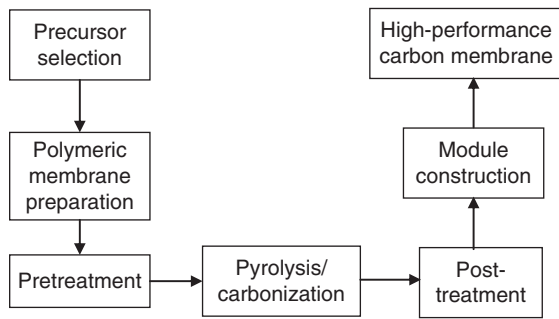 Precursor
selection
Polymeric
membrane
preparation
Pretreatment
Pyrolysis/
carbonization
Post-
treatment
Module
construction
High-performance
carbon membrane